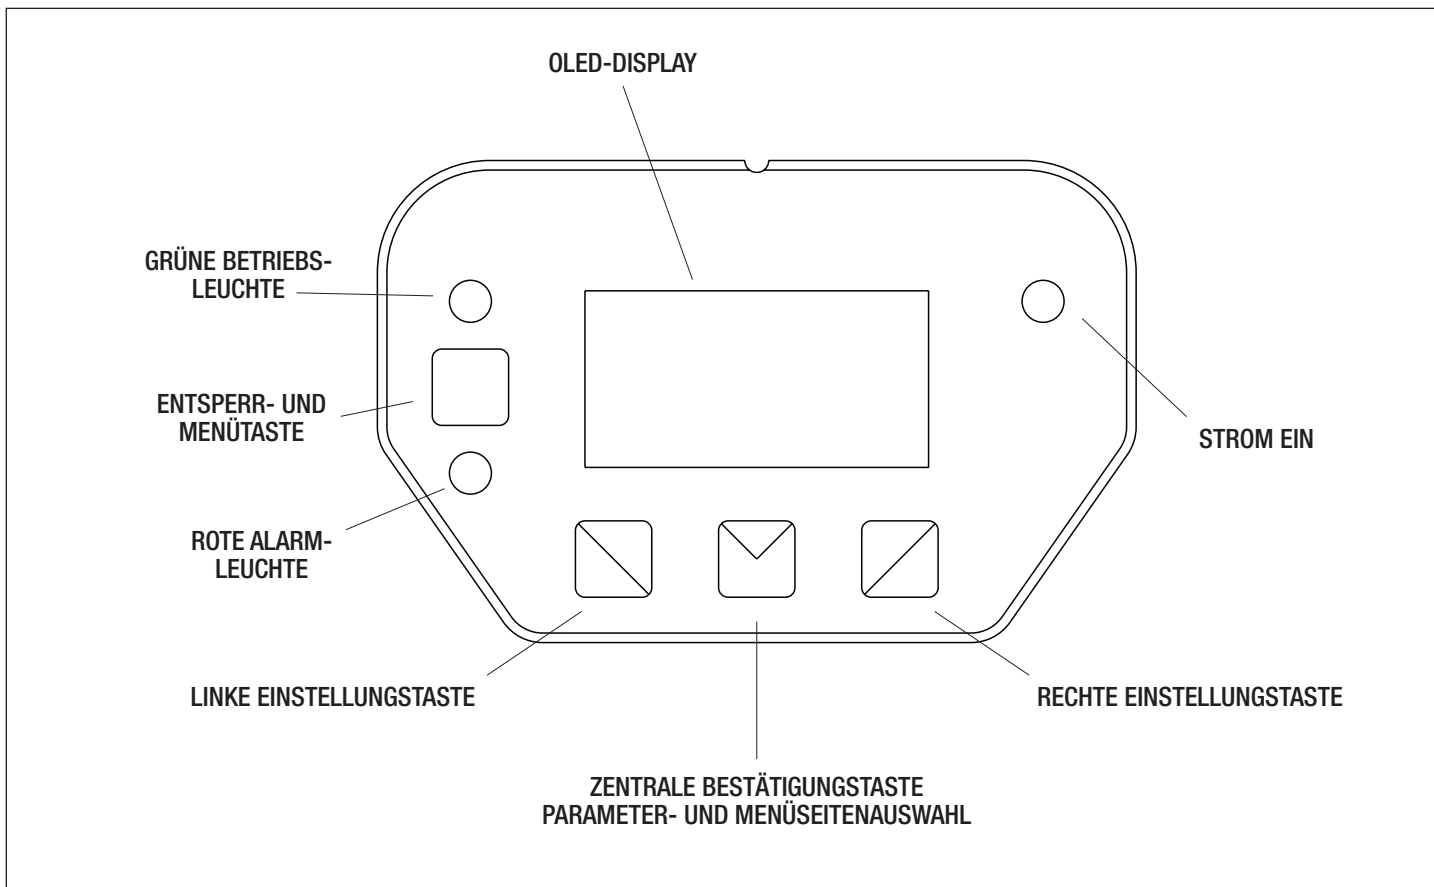 OLED-DISPLAY
GRÜNE BETRIEBS-
LEUCHTE
ENTSPERR- UND
MENÜTASTE
STROM EIN
ROTE ALARM-
LEUCHTE
LINKE EINSTELLUNGSTASTE
RECHTE EINSTELLUNGSTASTE
ZENTRALE BESTÄTIGUNGSTASTE
PARAMETER- UND MENÜSEITENAUSWAHL